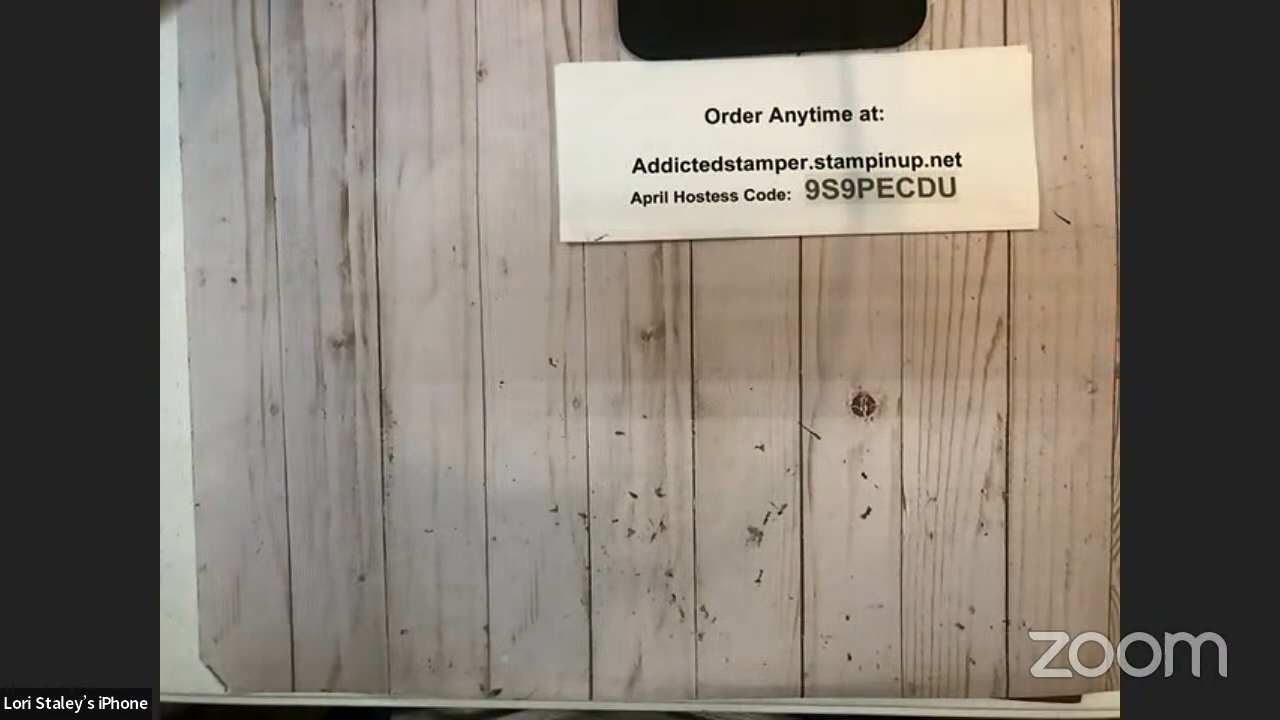 Order Anytime at:
Addictedstamper.stampinup.net
April Hostess Code: 9S9PECDU
zoom
Lori Staley's iPhone